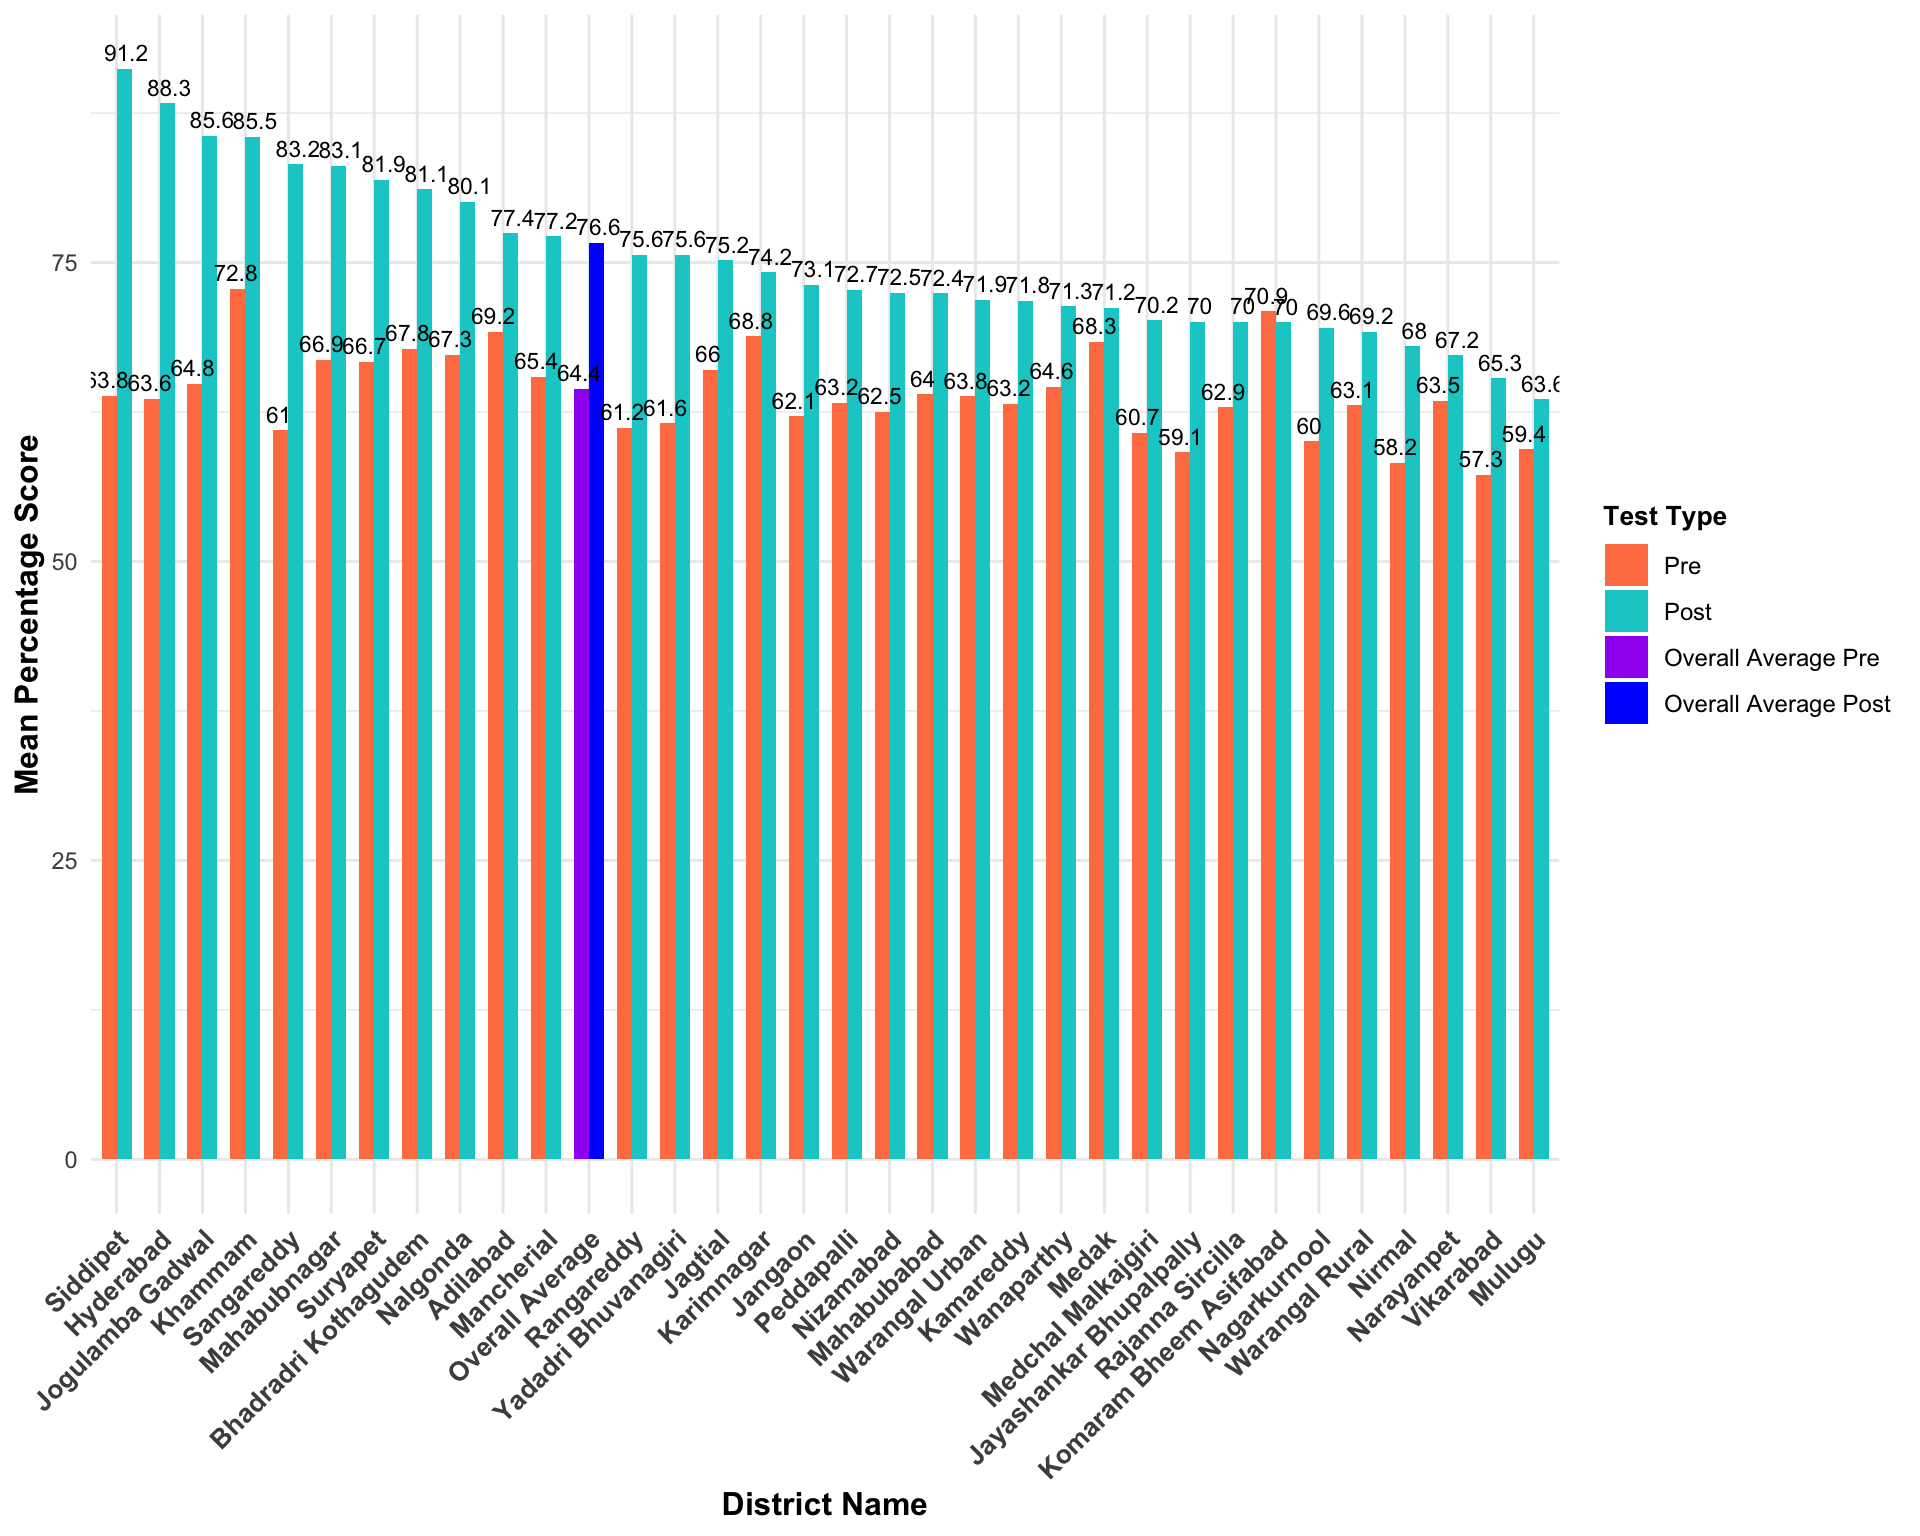 91.2
88.3
85.6
85.5
83.2
83.1
81.9
81.1
80.1
77.4
77.2
76.6
75.6
75.6
75.2
74.2
73.1
72.7
72.5
72.4
71.9
71.8
71.3
71.2
70.2
70
70
70
69.6
69.2
68
67.2
65.3
63.6
63.8
63.6
64.8
72.8
61
66.9
66.7
67.8
67.3
69.2
65.4
64.4
61.2
61.6
66
68.8
62.1
63.2
62.5
64
63.8
63.2
64.6
68.3
60.7
59.1
62.9
70.9
60
63.1
58.2
63.5
57.3
59.4
75
50
25
0
Mean Percentage Score
Siddipet
Hyderabad
Jogulamba Gadwal
Khammam
Sangareddy
Mahabubnagar
Suryapet
Bhadradri Kothagudem
Nalgonda
Adilabad
Mancherial
Overall Average
Rangareddy
Yadadri Bhuvanagiri
Jagtial
Karimnagar
Jangaon
Peddapalli
Nizamabad
Mahabubabad
Warangal Urban
Kamareddy
Wanaparthy
Medak
Medchal Malkajgiri
Jayashankar Bhupalpally
Rajanna Sircilla
Komaram Bheem Asifabad
Nagarkurnool
Warangal Rural
Nirmal
Narayanpet
Vikarabad
Mulugu
District Name
Test Type
Pre
Post
Overall Average Pre
Overall Average Post